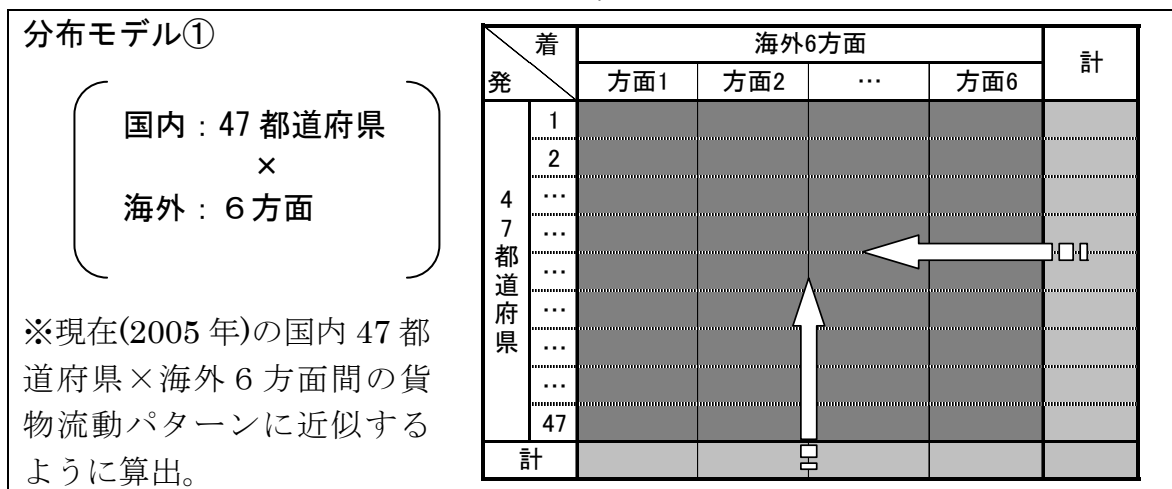 分布モデル①
国内：47 都道府県
×
海外：６方面
※現在(2005 年)の国内 47 都
道府県×海外 6 方面間の貨
物流動パターンに近似する
ように算出。
着
発
海外6方面
計
方面1 方面2 … 方面6
47都道府県
1
2
…
…
…
…
…
…
47
計